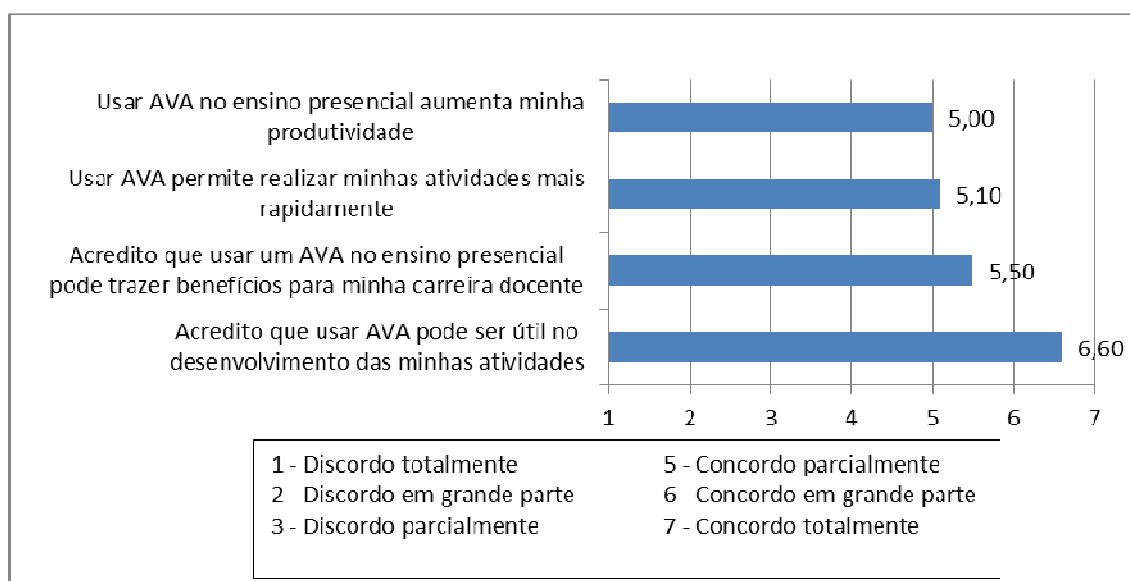 Usar AVA no ensino presencial aumenta minha
produtividade
5,00
Usar AVA permite realizar minhas atividades mais
rapidamente
5,10
Acredito que usar um AVA no ensino presencial
pode trazer benefícios para minha carreira docente
5,50
Acredito que usar AVA pode ser útil no
desenvolvimento das minhas atividades
6,60
1 2 3 4 5 6 7
1 - Discordo totalmente 5 - Concordo parcialmente
2 Discordo em grande parte 6 Concordo em grande parte
3 - Discordo parcialmente 7 - Concordo totalmente